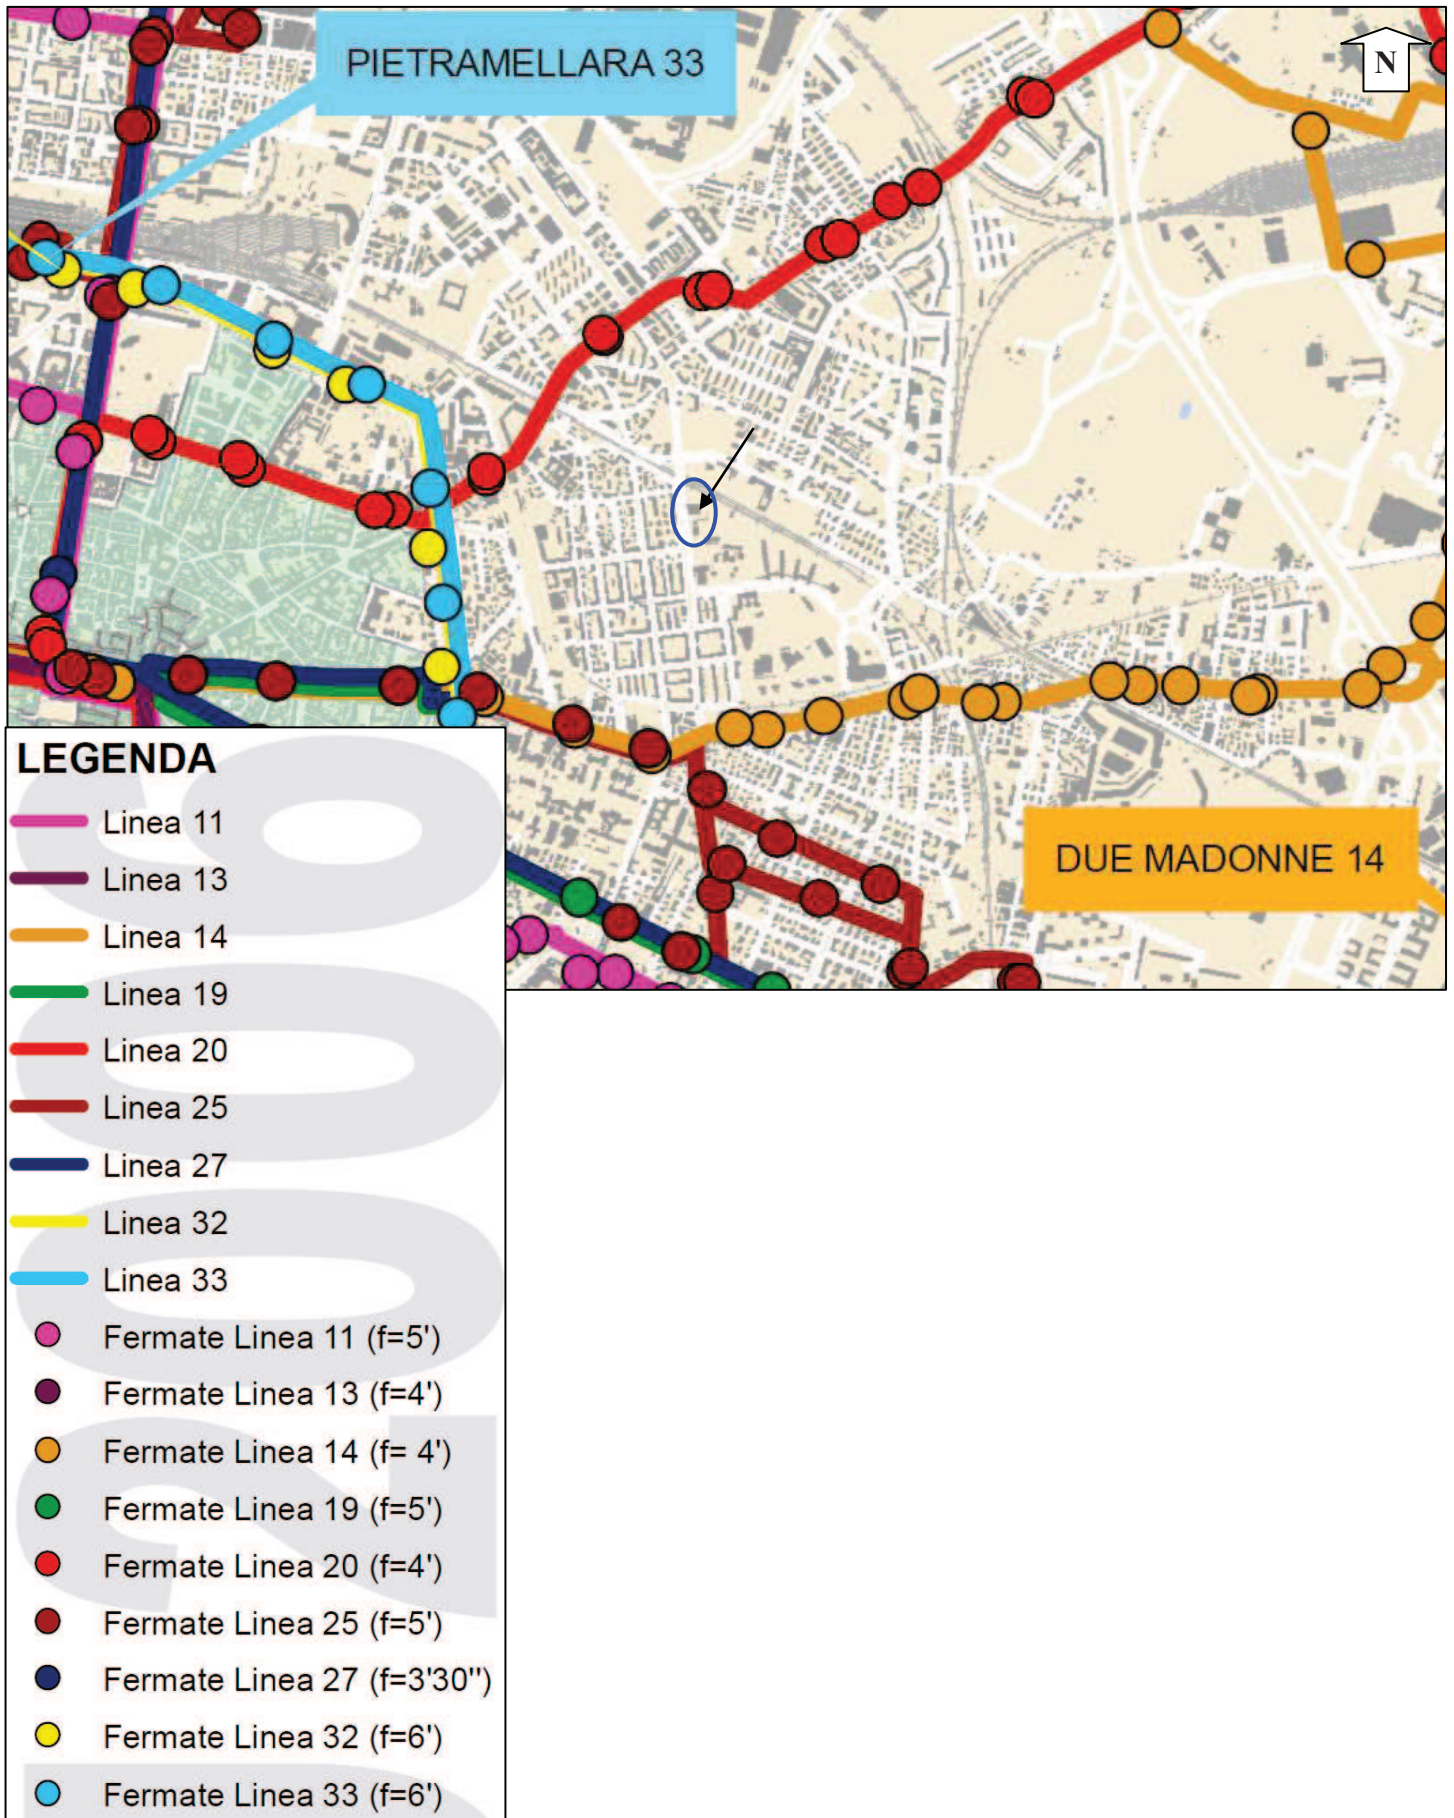 PIETRAMELLARA 33
N
DUE MADONNE 14
LEGENDA
Linea 11
Linea 13
Linea 14
Linea 19
Linea 20
Linea 25
Linea 27
Linea 32
Linea 33
Fermate Linea 11 (f=5')
Fermate Linea 13 (f=4')
Fermate Linea 14 (f= 4')
Fermate Linea 19 (f=5')
Fermate Linea 20 (f=4')
Fermate Linea 25 (f=5')
Fermate Linea 27 (f=3'30'')
Fermate Linea 32 (f=6')
Fermate Linea 33 (f=6')